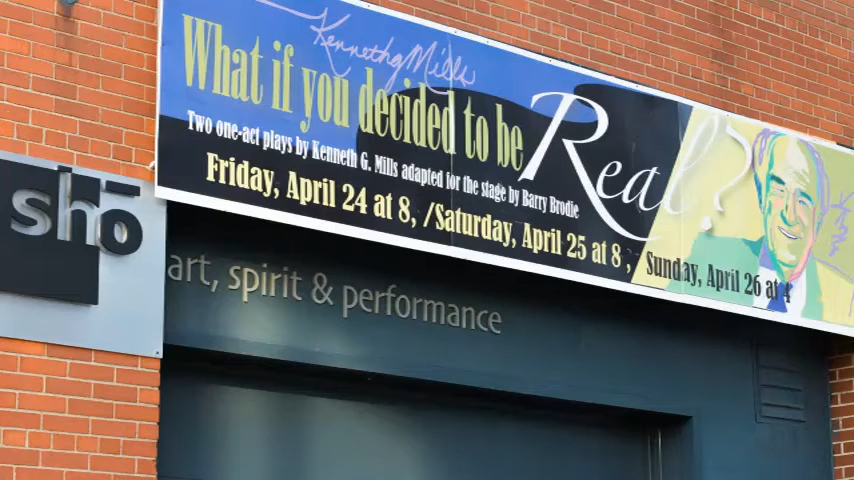 Kenneth G Mills
What if you decided to be Real?
Two one-act plays by Kenneth G. Mills adapted for the stage by Barry Brodie
Friday, April 24 at 8, /Saturday, April 25 at 8 , Sunday, April 26 at 4
shō
art, spirit & performance